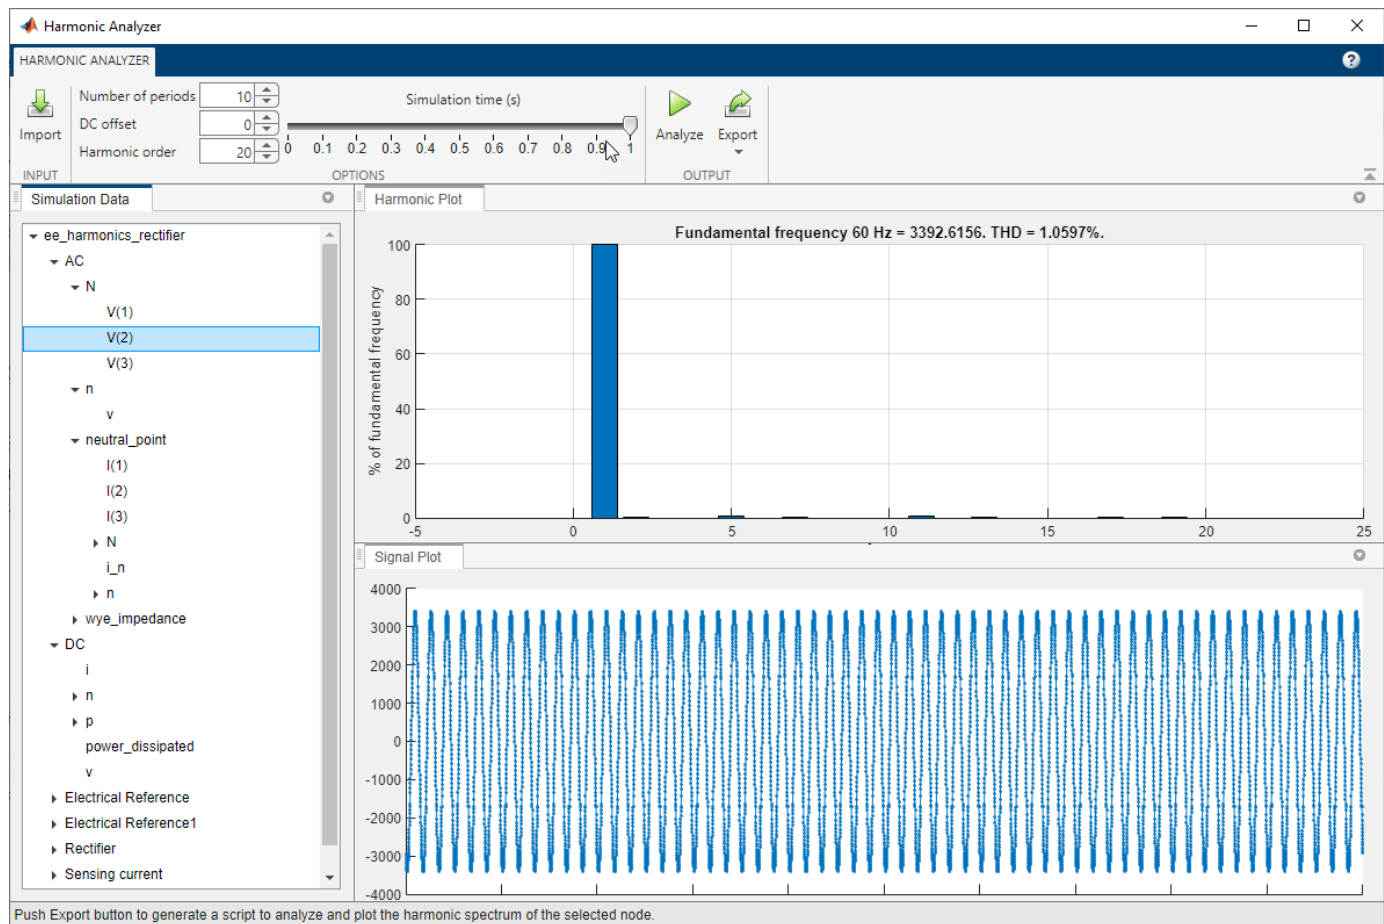 Harmonic Analyzer
HARMONIC ANALYZER
Import
Number of periods 10
DC offset 0
Harmonic order 20
Simulation time (s)
0 0.1 0.2 0.3 0.4 0.5 0.6 0.7 0.8 0.9 1
Analyze
Export
INPUT
OPTIONS
OUTPUT
Simulation Data
ee_harmonics_rectifier
AC
N
V(1)
V(2)
V(3)
n
v
neutral_point
I(1)
I(2)
I(3)
N
i_n
n
wye_impedance
DC
i
n
p
power_dissipated
v
Electrical Reference
Electrical Reference1
Rectifier
Sensing current
Harmonic Plot
Fundamental frequency 60 Hz = 3392.6156. THD = 1.0597%.
% of fundamental frequency
100
80
60
40
20
0
-5 0 5 10 15 20 25
Signal Plot
4000
3000
2000
1000
0
-1000
-2000
-3000
-4000
Push Export button to generate a script to analyze and plot the harmonic spectrum of the selected node.